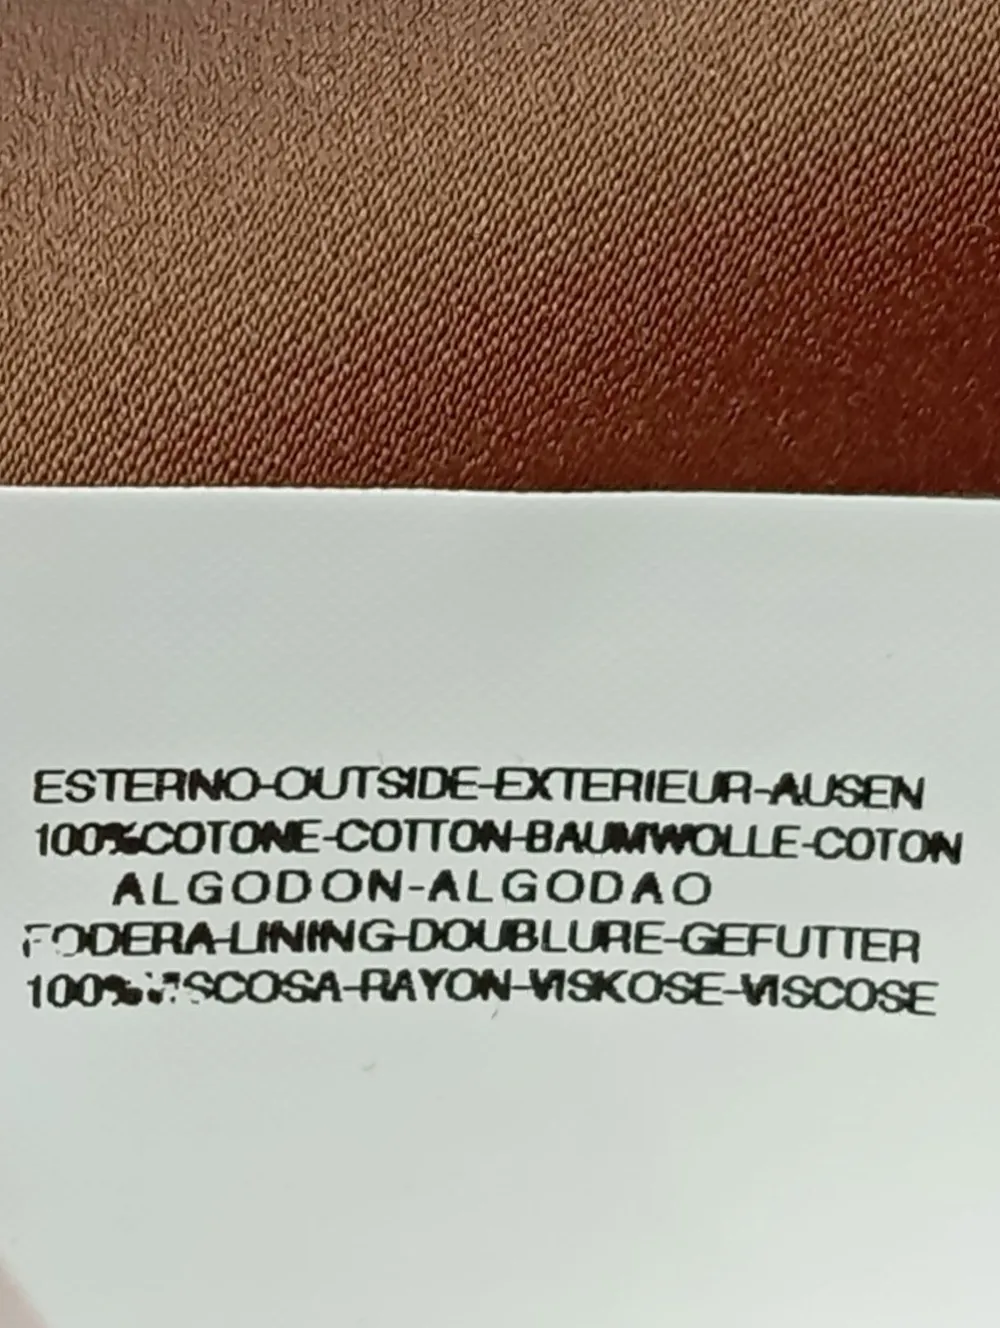 ESTERNO-OUTSIDE-EXTERIEUR-AUSEN
100%COTONE-COTTON-BAUMWOLLE-COTON
ALGODON-ALGODAO
FODERA-LINING-DOUBLURE-GEFUTTER
100%VISCOSA-RAYON-VISKOSE-VISCOSE